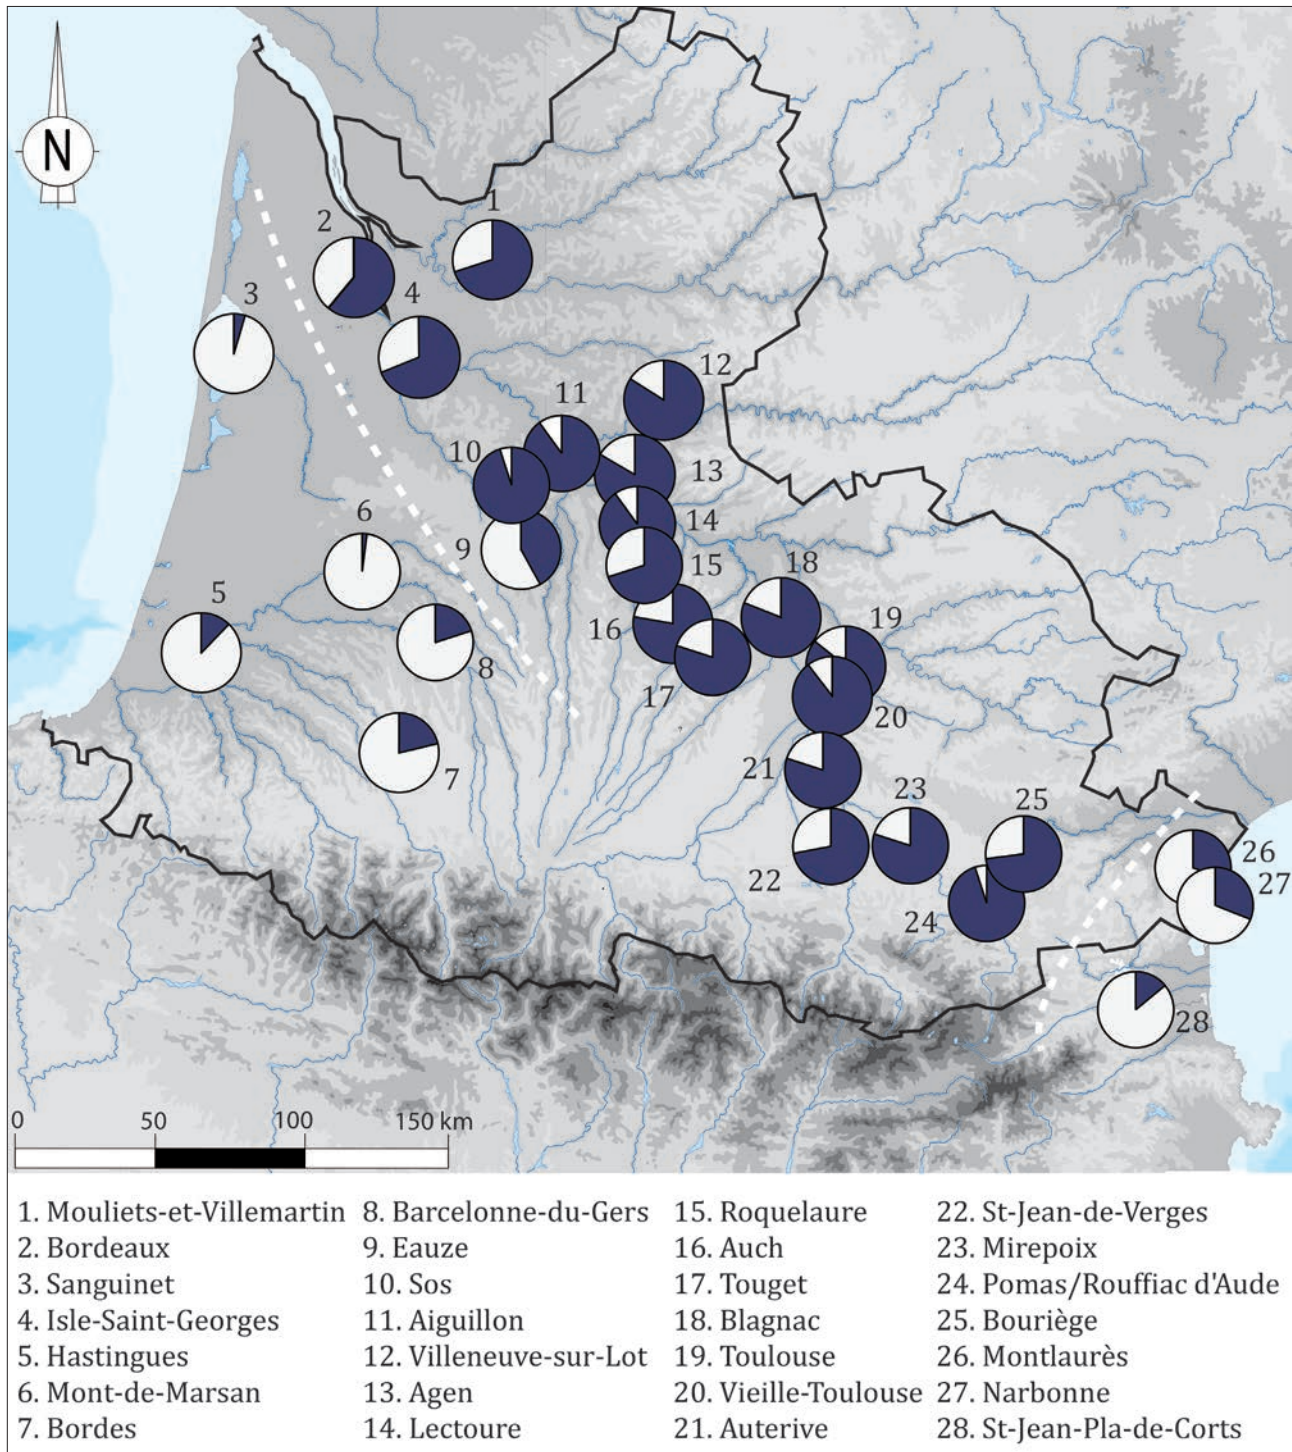 N
1
2
3
4
12
11
10
13
14
9
6
15
18
5
8
16
19
17
20
7
21
23
25
22
26
27
24
28
0 50 100 150 km
1. Mouliets-et-Villemartin
2. Bordeaux
3. Sanguinet
4. Isle-Saint-Georges
5. Hastingues
6. Mont-de-Marsan
7. Bordes
8. Barcelonne-du-Gers
9. Eauze
10. Sos
11. Aiguillon
12. Villeneuve-sur-Lot
13. Agen
14. Lectoure
15. Roquelaure
16. Auch
17. Touget
18. Blagnac
19. Toulouse
20. Vieille-Toulouse
21. Auterive
22. St-Jean-de-Verges
23. Mirepoix
24. Pomas/Rouffiac d'Aude
25. Bouriège
26. Montlaurès
27. Narbonne
28. St-Jean-Pla-de-Corts